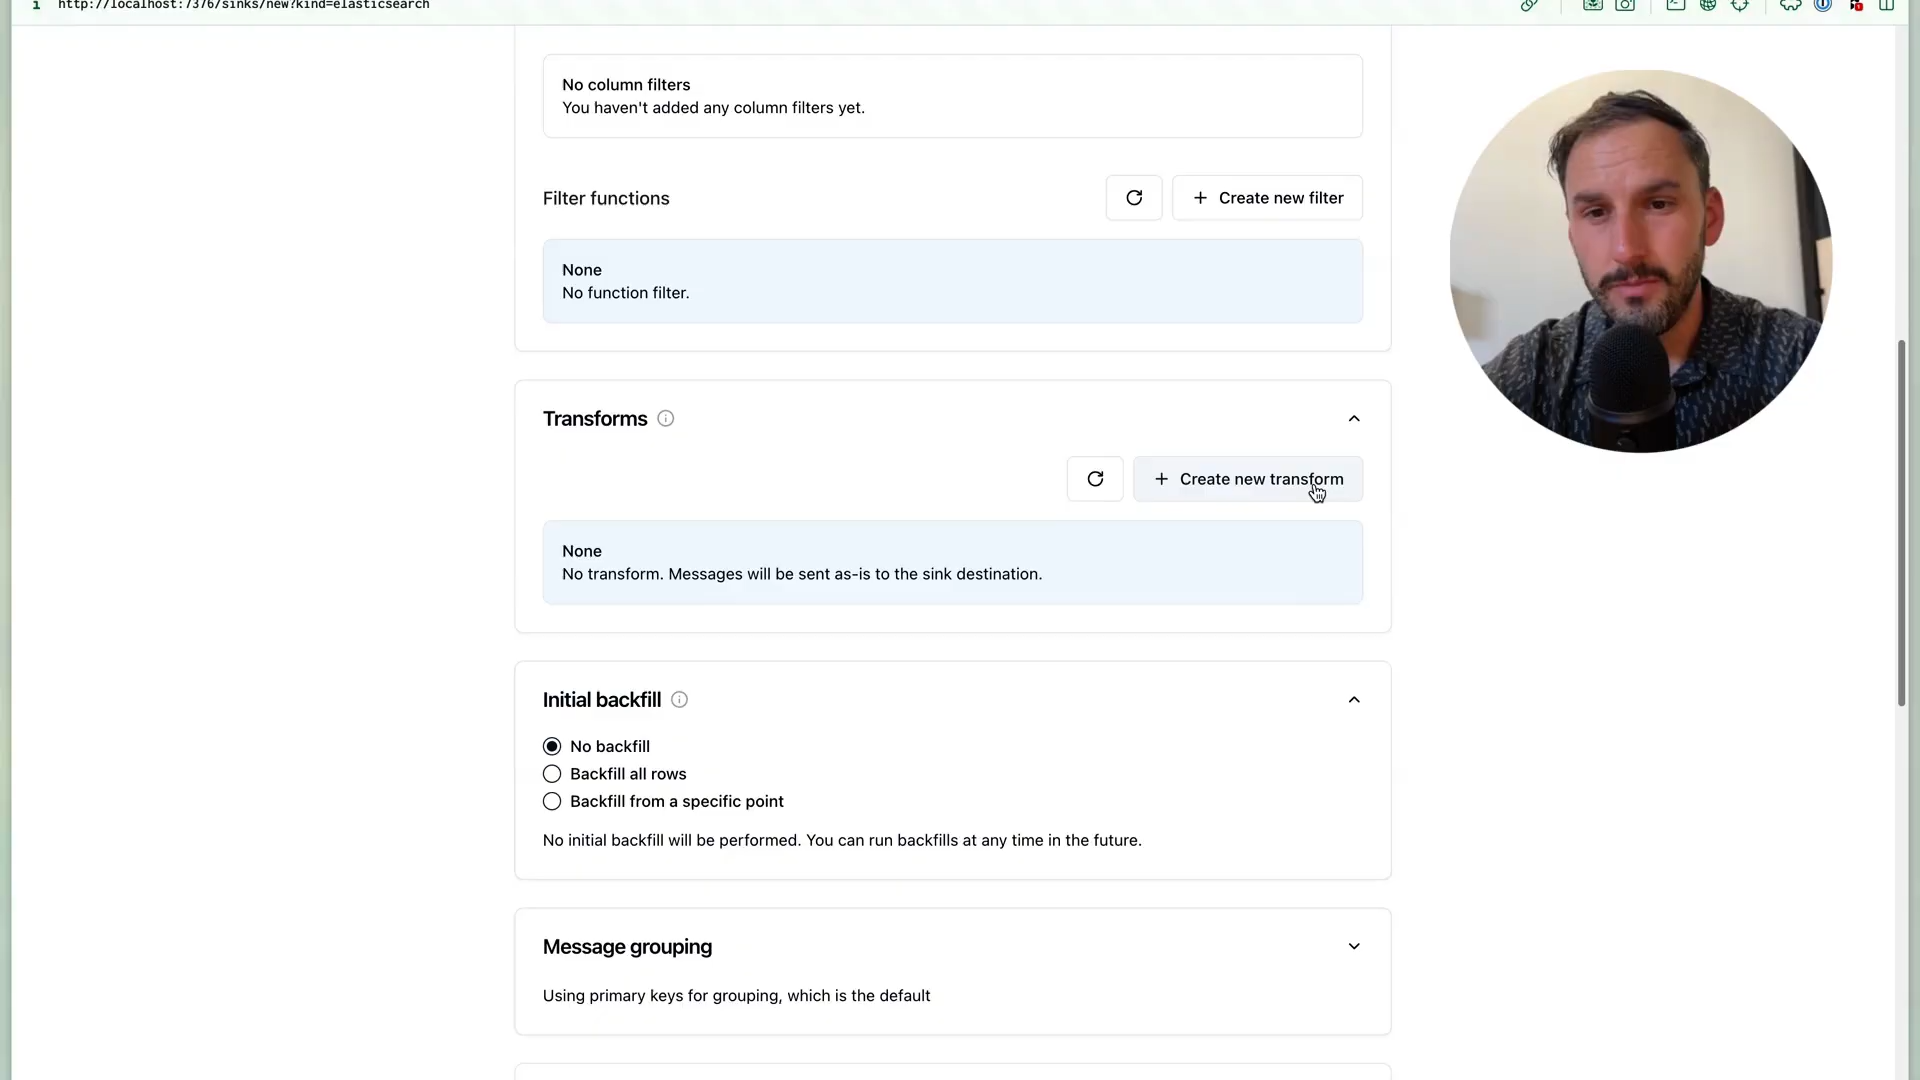 http://localhost:7376/sinks/new?kind=elasticsearch
No column filters
You haven't added any column filters yet.
Filter functions
Create new filter
None
No function filter.
Transforms
Create new transform
None
No transform. Messages will be sent as-is to the sink destination.
Initial backfill
No backfill
Backfill all rows
Backfill from a specific point
No initial backfill will be performed. You can run backfills at any time in the future.
Message grouping
Using primary keys for grouping, which is the default